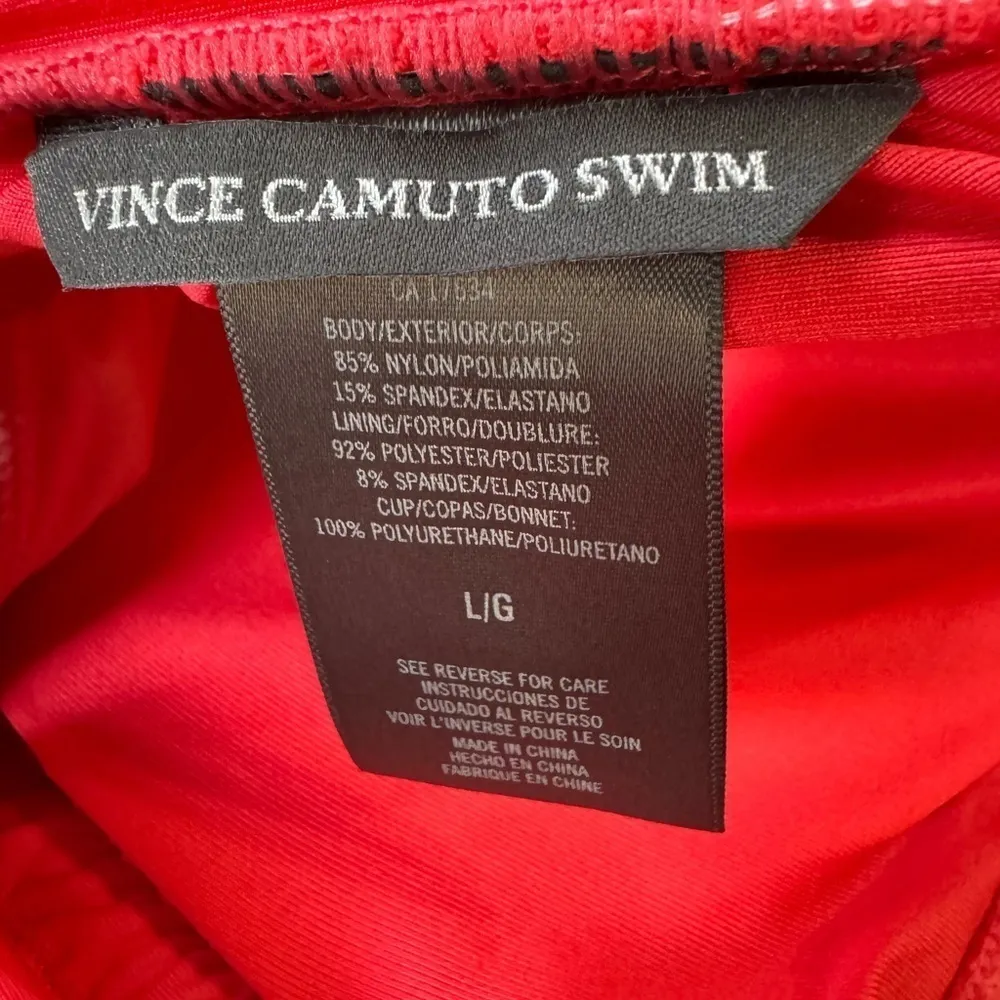 VINCE CAMUTO SWIM
CA 17634
BODY/EXTERIOR/CORPS:
85% NYLON/POLIAMIDA
15% SPANDEX/ELASTANO
LINING/FORRO/DOUBLURE:
92% POLYESTER/POLIESTER
8% SPANDEX/ELASTANO
CUP/COPAS/BONNET:
100% POLYURETHANE/POLIURETANO
L/G
SEE REVERSE FOR CARE
INSTRUCCIONES DE
CUIDADO AL REVERSO
VOIR L'INVERSE POUR LE SOIN
MADE IN CHINA
HECHO EN CHINA
FABRIQUE EN CHINE